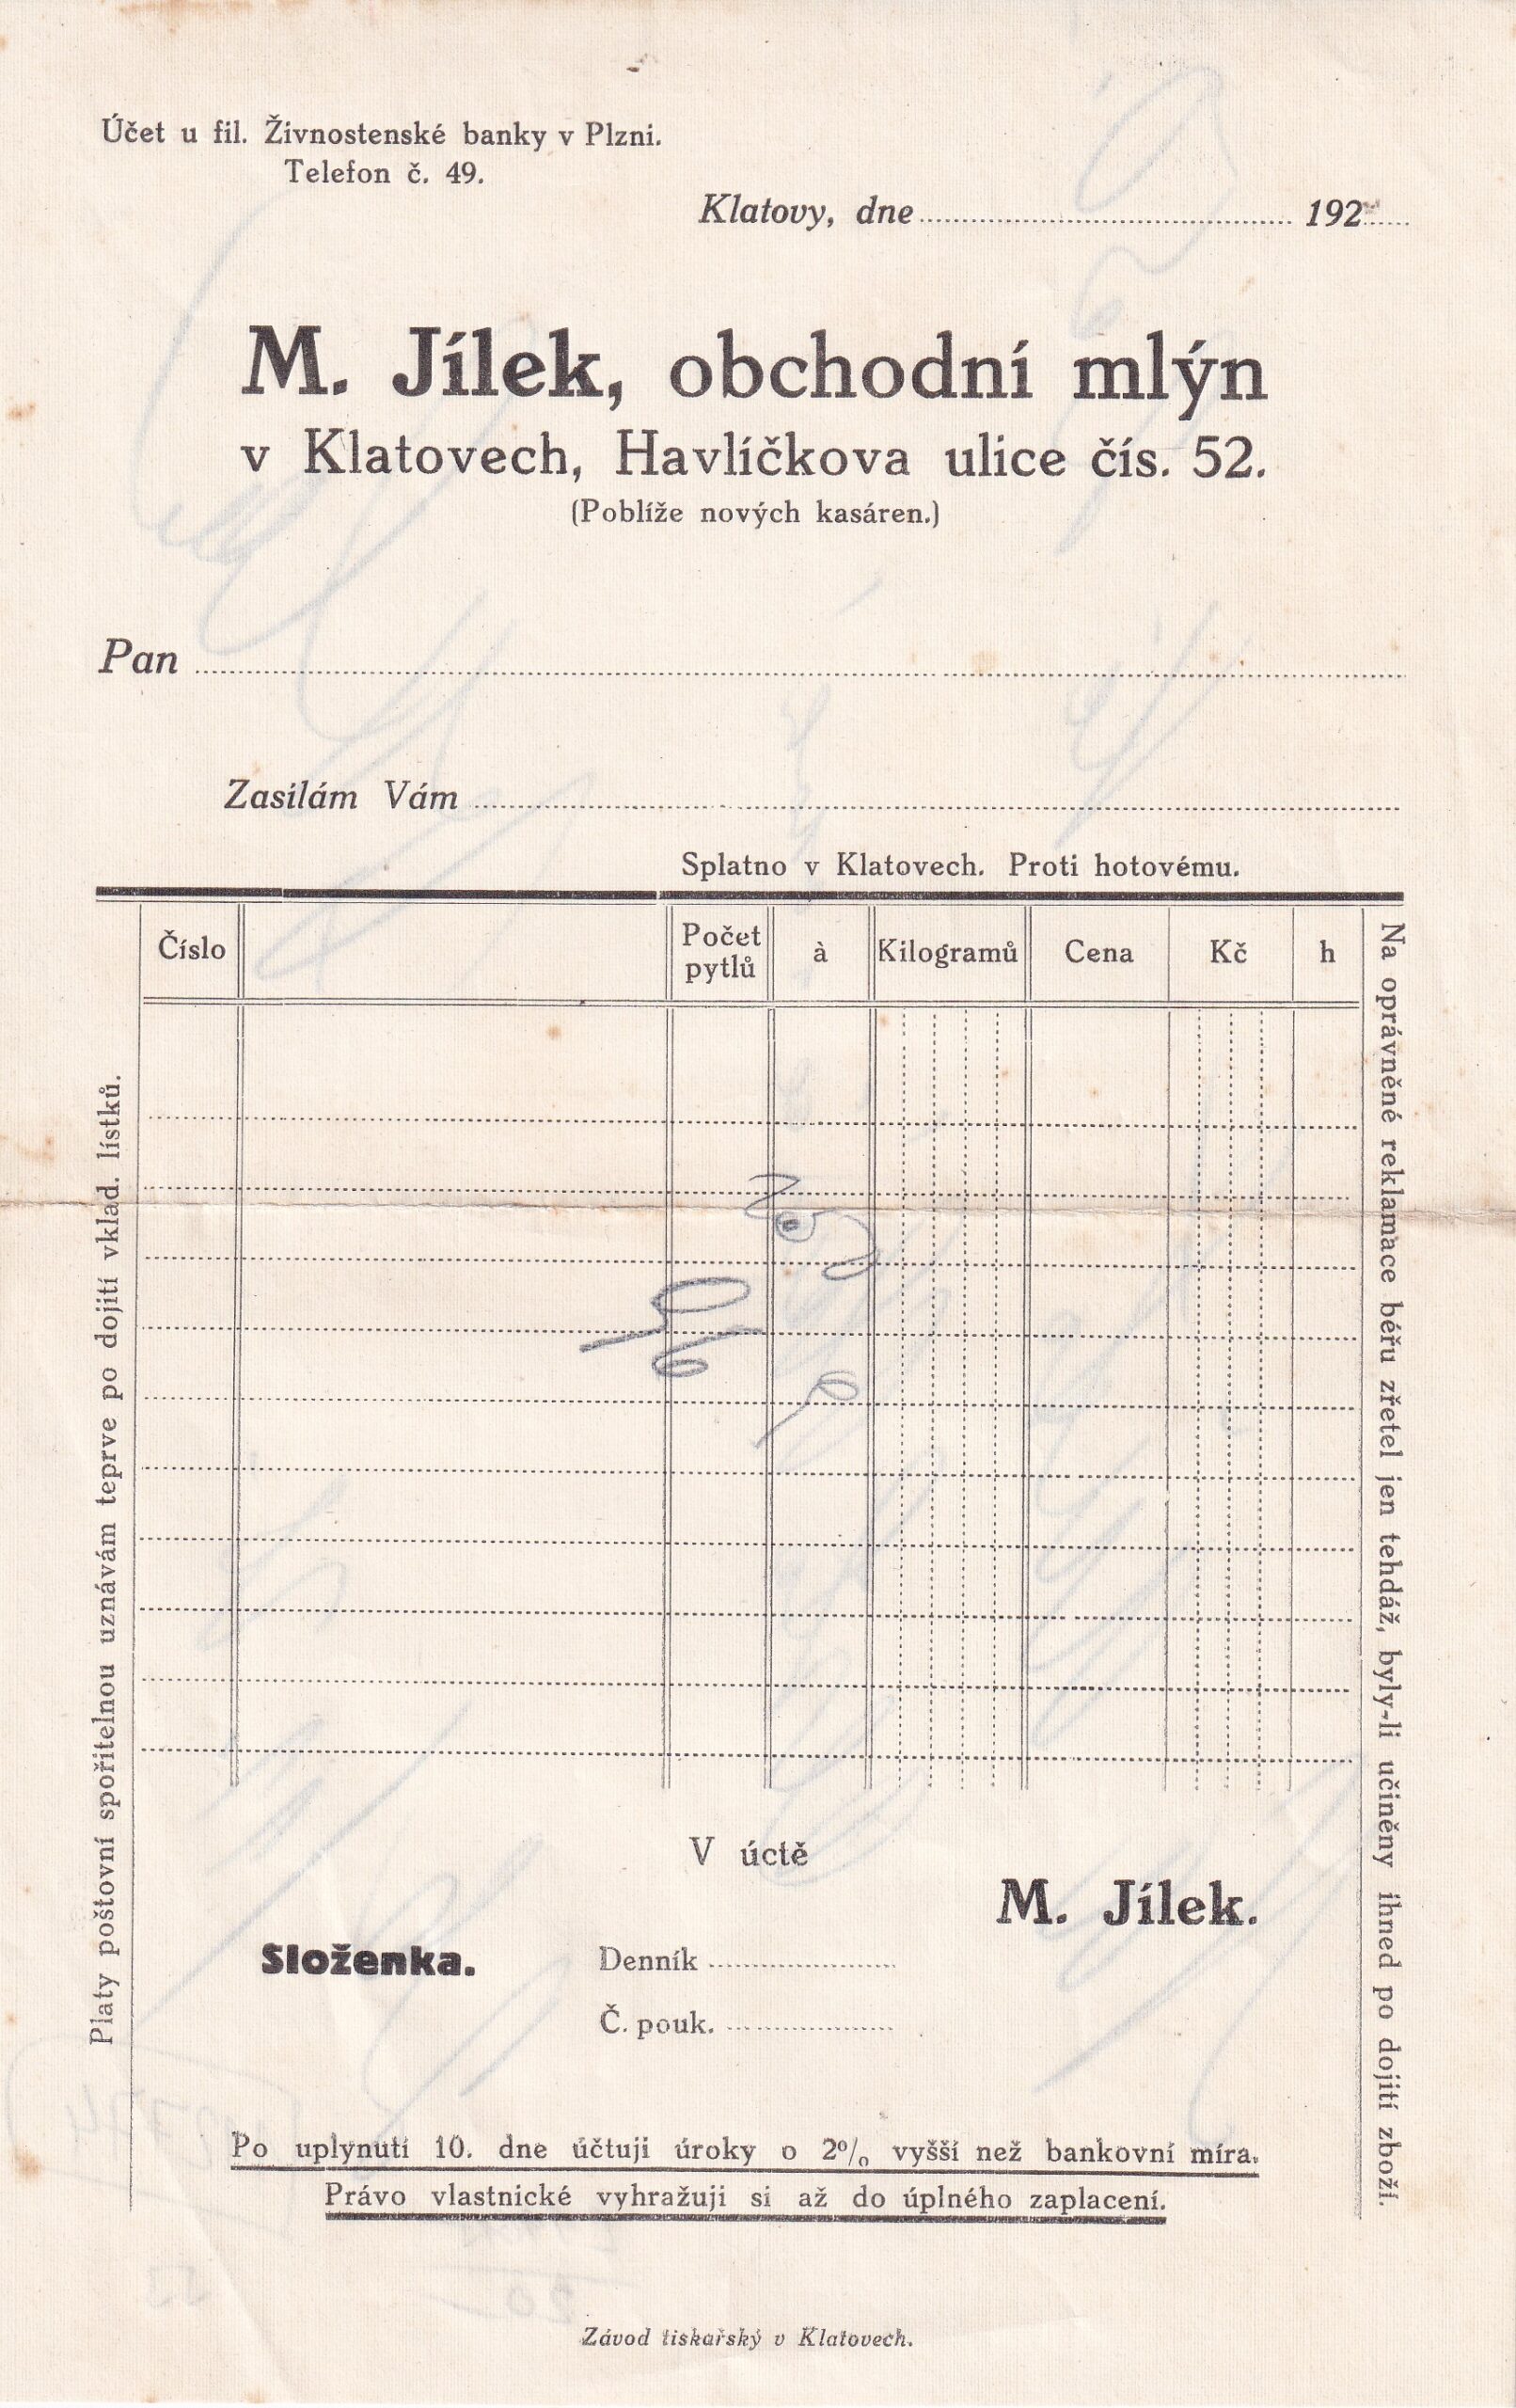 Účet u fil. Živnostenské banky v Plzni.
Telefon č. 49.
Klatovy, dne 192
M. Jílek, obchodní mlýn
v Klatovech, Havlíčkova ulice čís. 52.
(Poblíže nových kasáren.)
Pan
Zasílám Vám
Splatno v Klatovech. Proti hotovému.
Číslo Počet pytlů à Kilogramů Cena Kč h
Platy poštovní spořitelnou uznávám teprve po dojití vklad. lístků.
Na oprávněné reklamace béřu zřetel jen tehdáž, byly-li učiněny ihned po dojití zboží.
V úctě
M. Jílek.
Složenka.
Denník
Č. pouk.
Po uplynutí 10. dne účtuji úroky o 2% vyšší než bankovní míra.
Právo vlastnické vyhražuji si až do úplného zaplacení.
Závod tiskařský v Klatovech.